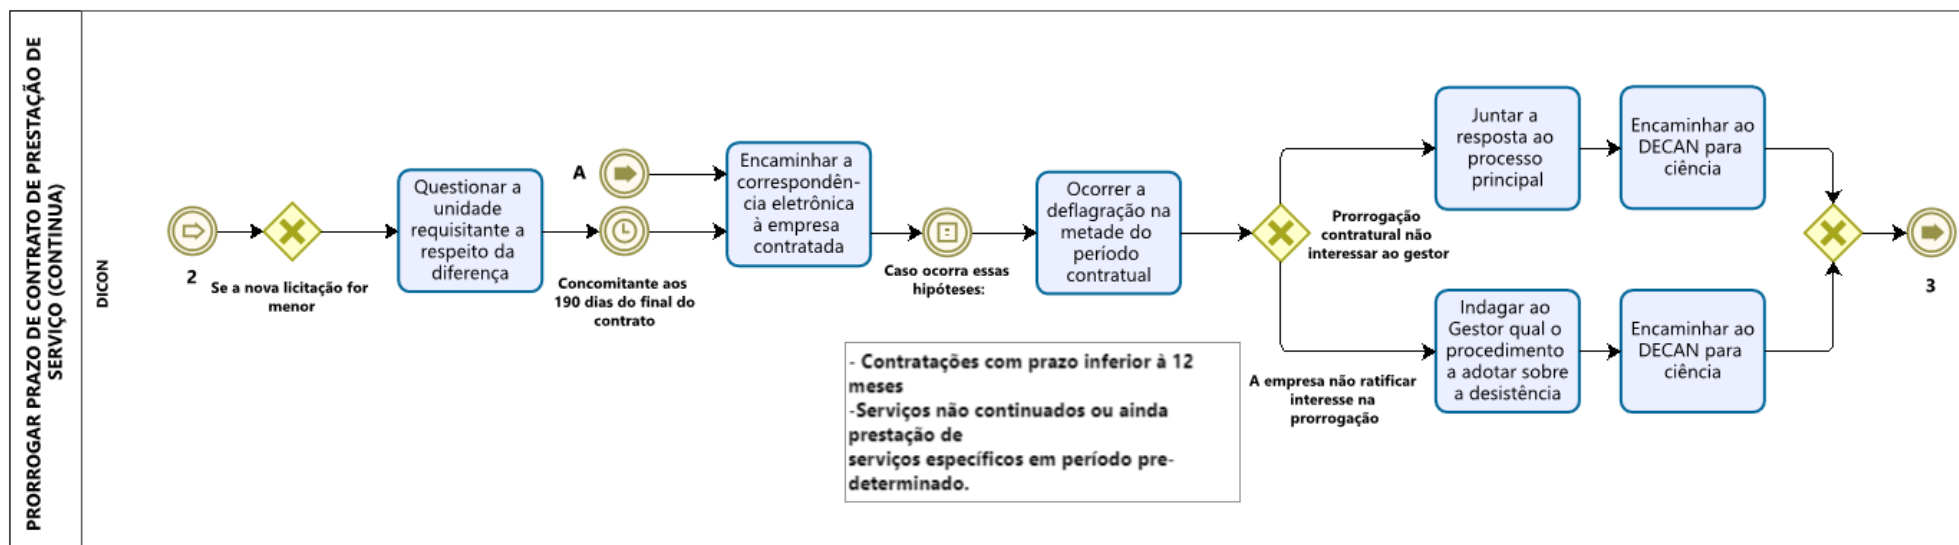 PRORROGAR PRAZO DE CONTRATO DE PRESTAÇÃO DE
SERVIÇO (CONTINUA)
DICON
2
Se a nova licitação for
menor
Questionar a
unidade
requisitante a
respeito da
diferença
A
Concomitante aos
190 dias do final do
contrato
Encaminhar a
correspondên-
cia eletrônica
à empresa
contratada
Caso ocorra essas
hipóteses:
- Contratações com prazo inferior à 12
meses
-Serviços não continuados ou ainda
prestação de
serviços específicos em período pre-
determinado.
Ocorrer a
deflagração na
metade do
período
contratual
Prorrogação
contratural não
interessar ao gestor
A empresa não ratificar
interesse na
prorrogação
Juntar a
resposta ao
processo
principal
Encaminhar ao
DECAN para
ciência
Indagar ao
Gestor qual o
procedimento
a adotar sobre
a desistência
Encaminhar ao
DECAN para
ciência
3